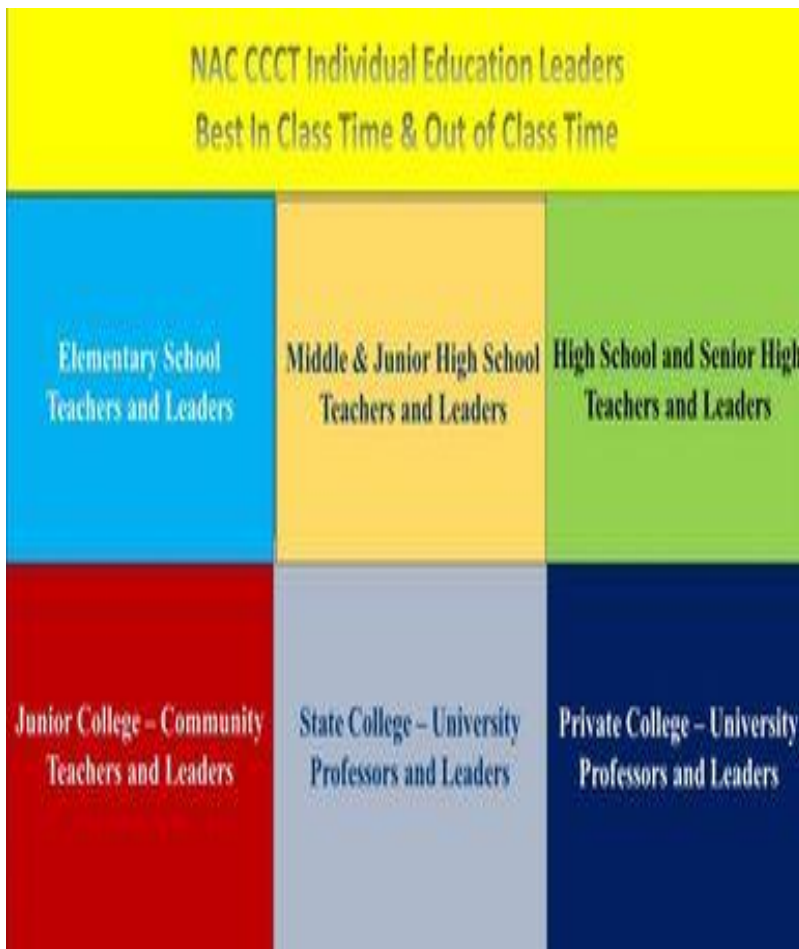 NAC CCCT Individual Education Leaders
Best In Class Time & Out of Class Time
Elementary School
Teachers and Leaders
Middle & Junior High School
Teachers and Leaders
High School and Senior High
Teachers and Leaders
Junior College – Community
Teachers and Leaders
State College – University
Professors and Leaders
Private College – University
Professors and Leaders